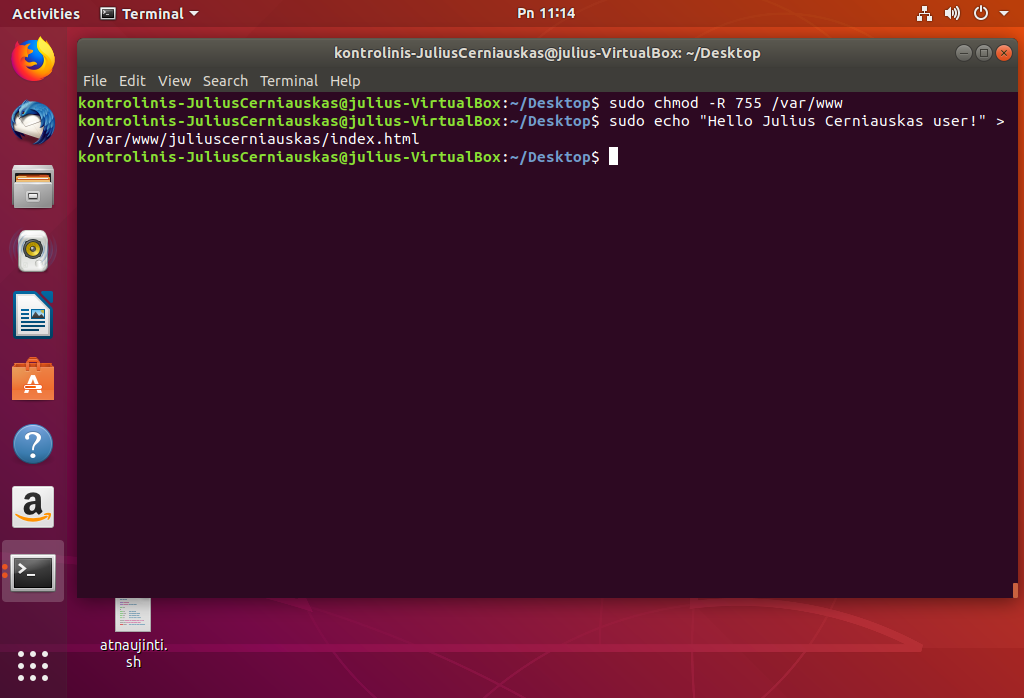 Activities Terminal Pn 11:14
kontrolinis-JuliusCerniauskas@julius-VirtualBox: ~/Desktop
File Edit View Search Terminal Help
kontrolinis-JuliusCerniauskas@julius-VirtualBox:~/Desktop$ sudo chmod -R 755 /var/www
kontrolinis-JuliusCerniauskas@julius-VirtualBox:~/Desktop$ sudo echo "Hello Julius Cerniauskas user!" >
/var/www/juliuscerniauskas/index.html
kontrolinis-JuliusCerniauskas@julius-VirtualBox:~/Desktop$
atnaujinti.
sh